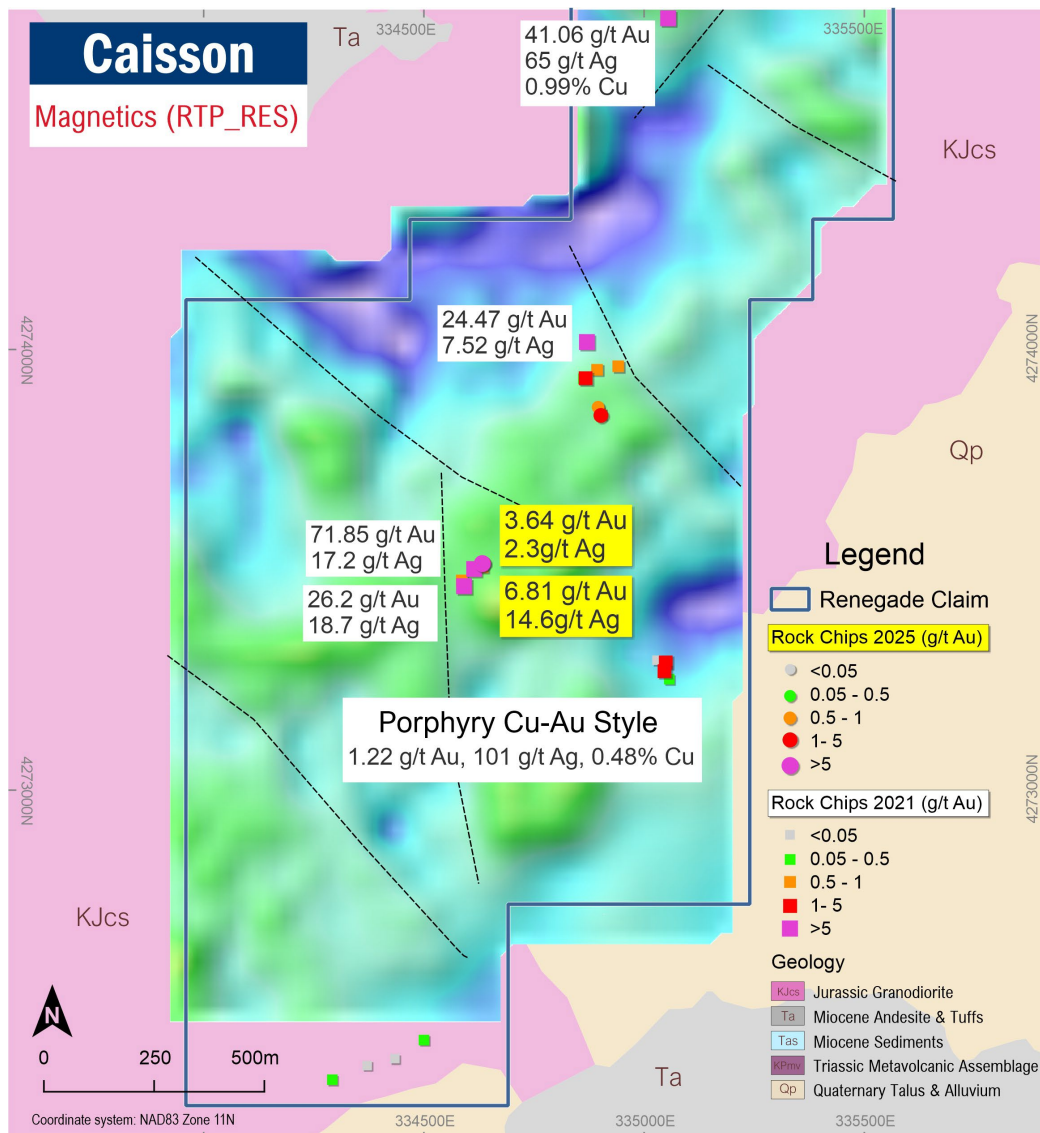 Caisson
Magnetics (RTP_RES)
Ta
334500E
335500E
41.06 g/t Au
65 g/t Ag
0.99% Cu
KJcs
4274000N
4274000N
24.47 g/t Au
7.52 g/t Ag
Qp
71.85 g/t Au
17.2 g/t Ag
3.64 g/t Au
2.3g/t Ag
26.2 g/t Au
18.7 g/t Ag
6.81 g/t Au
14.6g/t Ag
Porphyry Cu-Au Style
1.22 g/t Au, 101 g/t Ag, 0.48% Cu
4273000N
4273000N
KJcs
Legend
Renegade Claim
Rock Chips 2025 (g/t Au)
<0.05
0.05 - 0.5
0.5 - 1
1- 5
>5
Rock Chips 2021 (g/t Au)
<0.05
0.05 - 0.5
0.5 - 1
1- 5
>5
Geology
KJcs Jurassic Granodiorite
Ta Miocene Andesite & Tuffs
Tas Miocene Sediments
KPmv Triassic Metavolcanic Assemblage
Qp Quaternary Talus & Alluvium
N
0 250 500m
Ta
Coordinate system: NAD83 Zone 11N
334500E
335000E
335500E